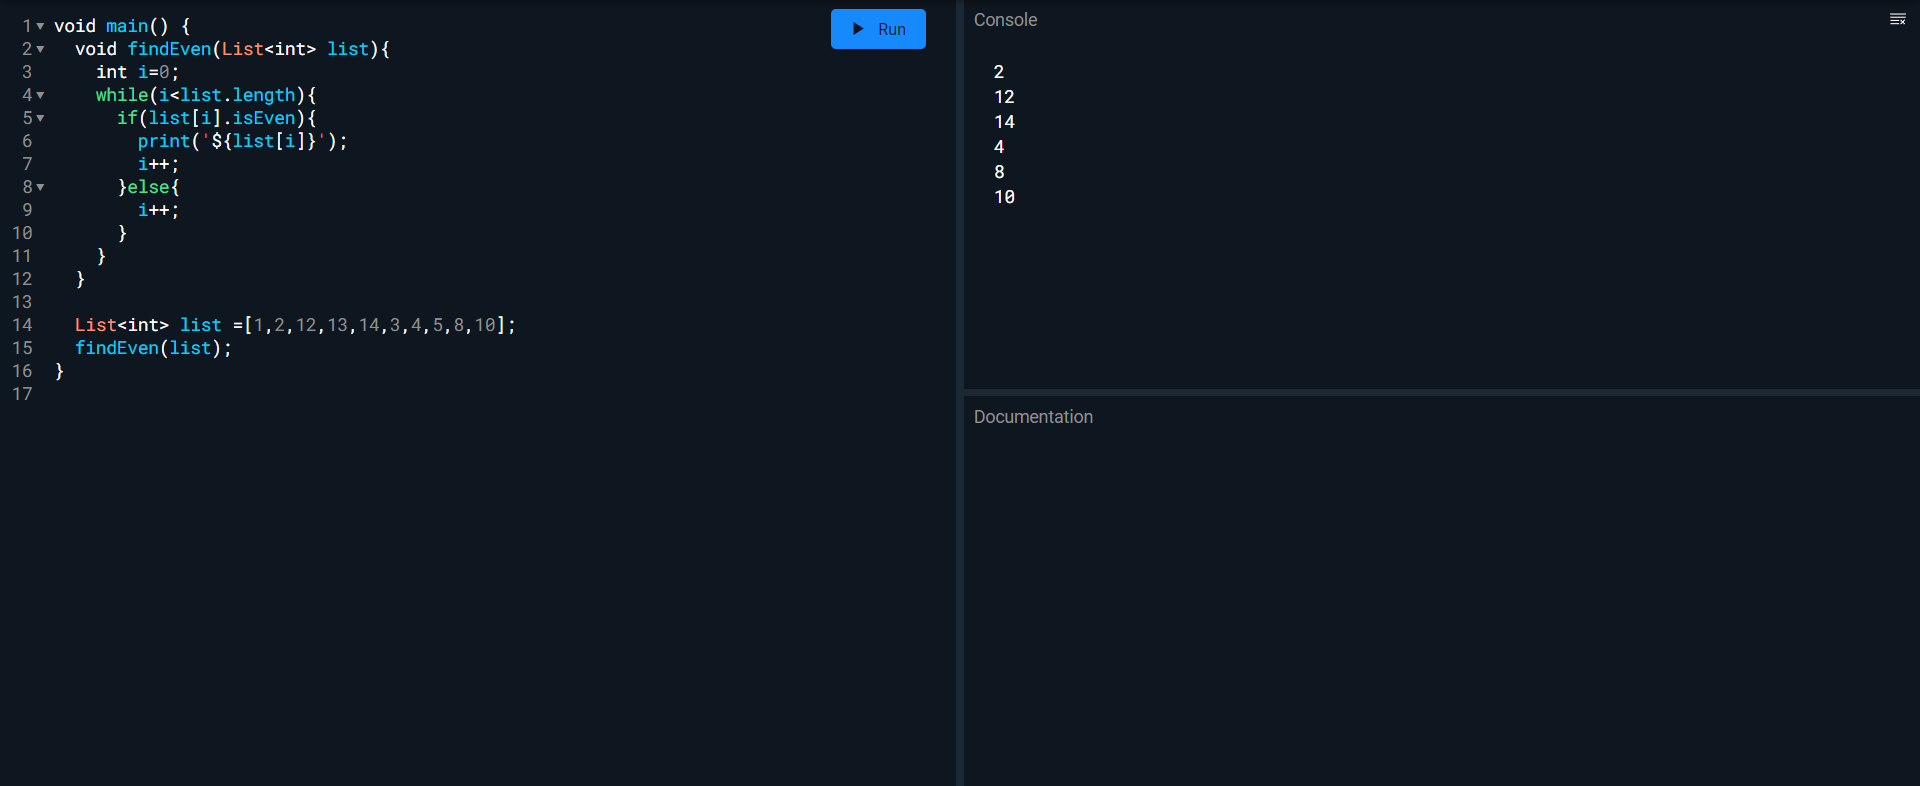 1 void main() {
2   void findEven(List<int> list){
3     int i=0;
4     while(i<list.length){
5       if(list[i].isEven){
6         print('${list[i]}');
7         i++;
8       }else{
9         i++;
10       }
11     }
12   }
13
14   List<int> list =[1,2,12,13,14,3,4,5,8,10];
15   findEven(list);
16 }
17
Run
Console
2
12
14
4
8
10
Documentation